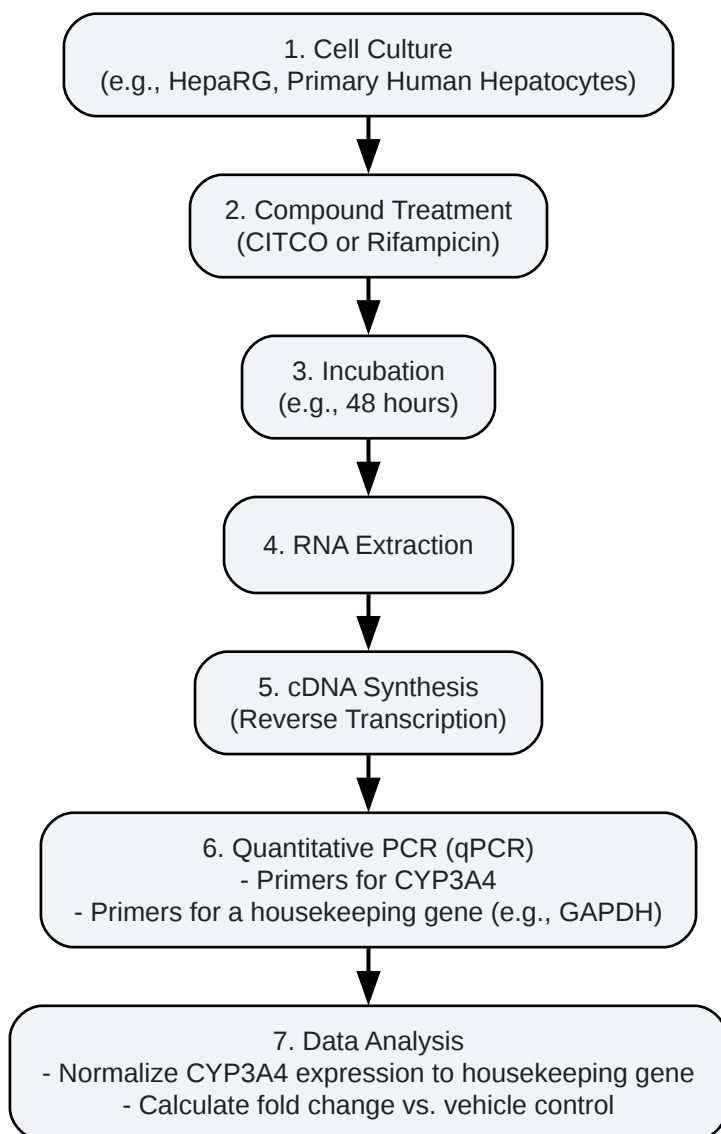 1. Cell Culture
(e.g., HepaRG, Primary Human Hepatocytes)
2. Compound Treatment
(CITCO or Rifampicin)
3. Incubation
(e.g., 48 hours)
4. RNA Extraction
5. cDNA Synthesis
(Reverse Transcription)
6. Quantitative PCR (qPCR)
- Primers for CYP3A4
- Primers for a housekeeping gene (e.g., GAPDH)
7. Data Analysis
- Normalize CYP3A4 expression to housekeeping gene
- Calculate fold change vs. vehicle control